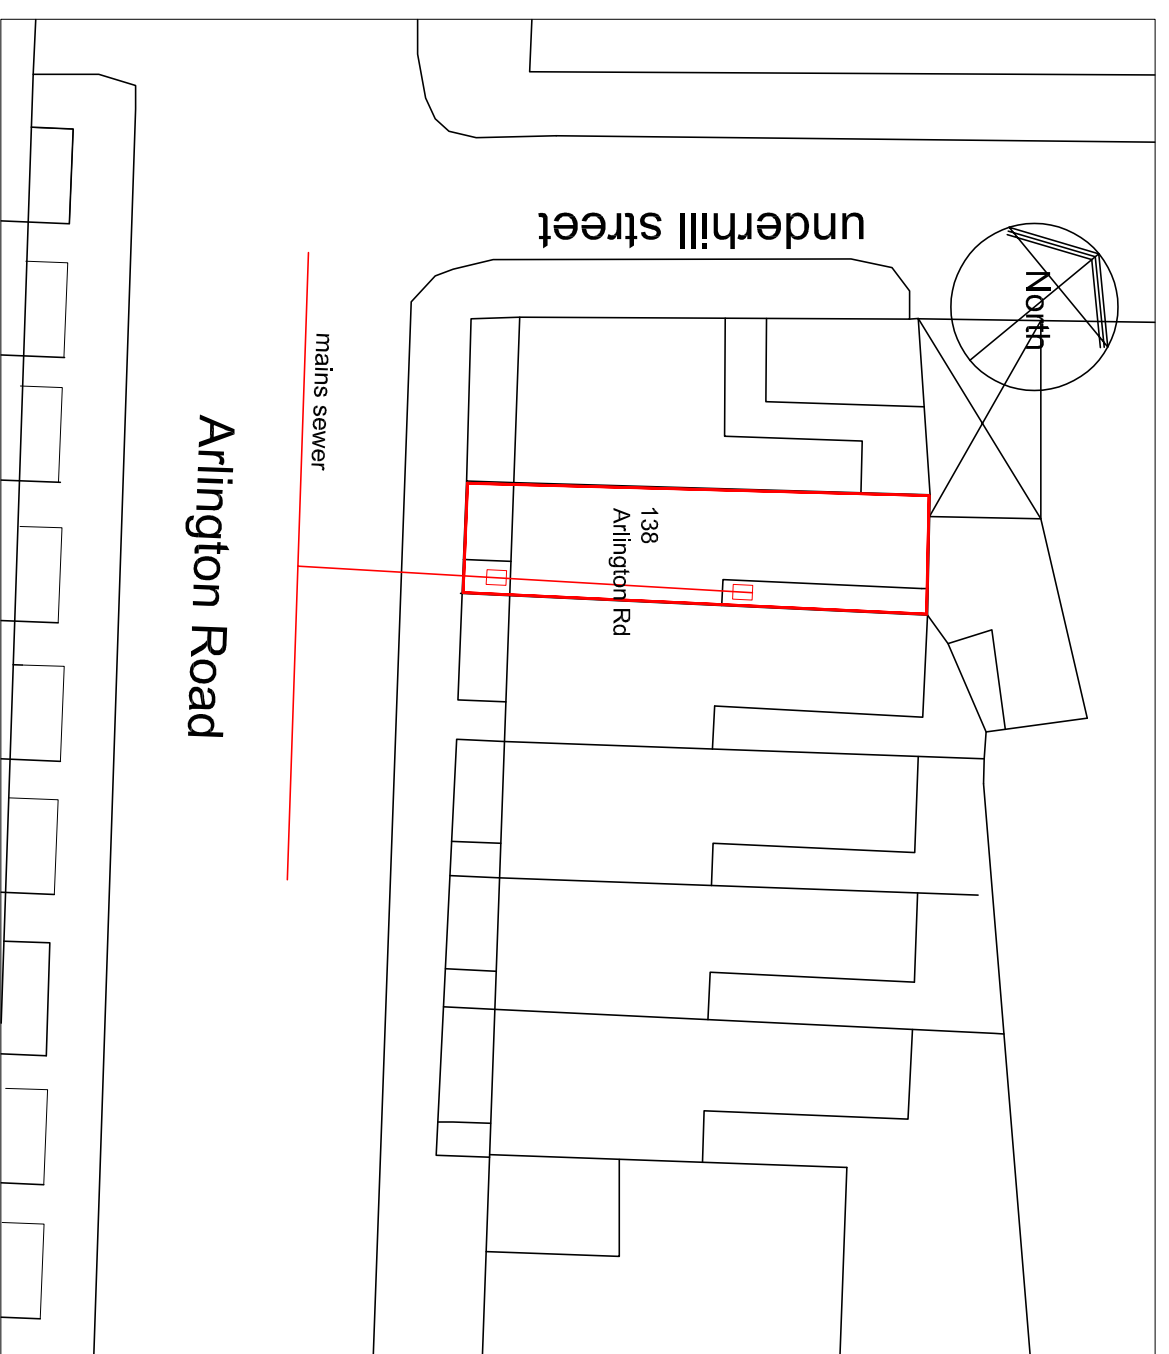 underhill street
North
mains sewer
Arlington Road
138
Arlington Rd